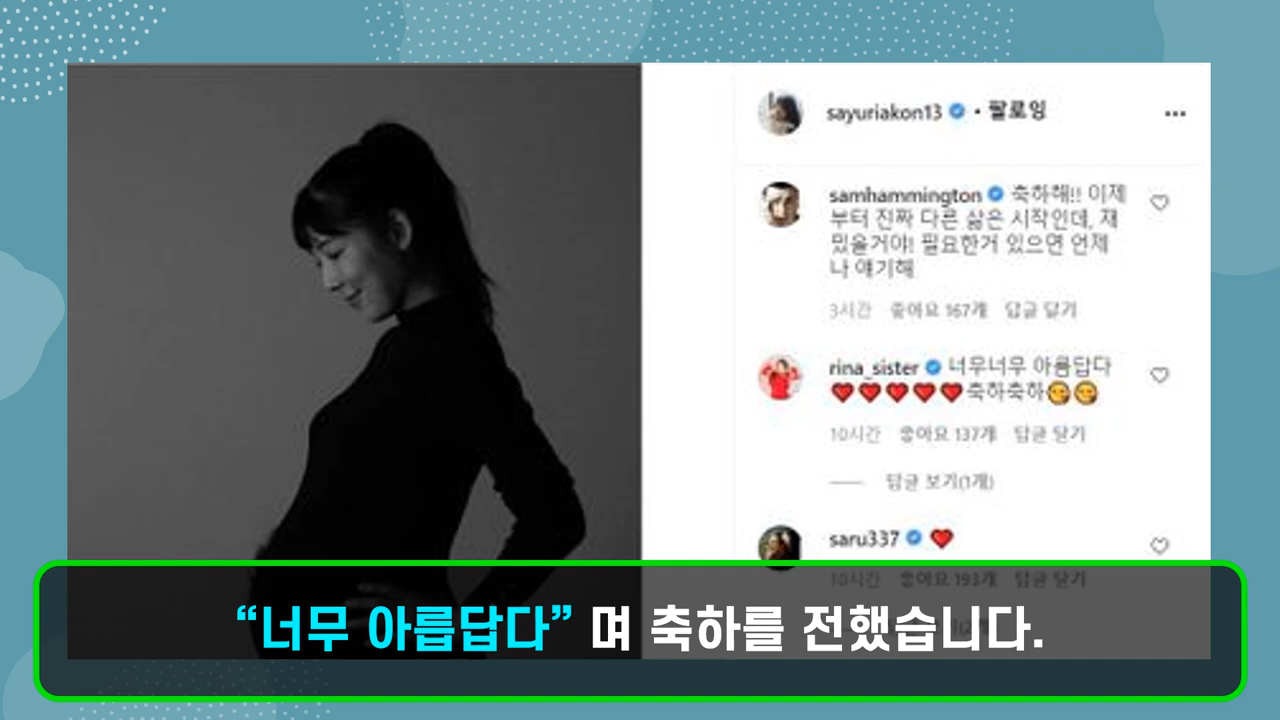 sayuriakon13 • 팔로잉
samhammington 축하해!! 이제
부터 진짜 다른 삶은 시작인데, 재
밌을거야! 필요한거 있으면 언제
나 얘기해
3시간 좋아요 167개 답글 달기
rina_sister 너무너무 아름답다
❤❤❤❤❤축하축하😋😋
10시간 좋아요 137개 답글 달기
답글 보기(1개)
saru337 ❤
10시간 좋아요 193개 답글 달기
“너무 아름답다” 며 축하를 전했습니다.